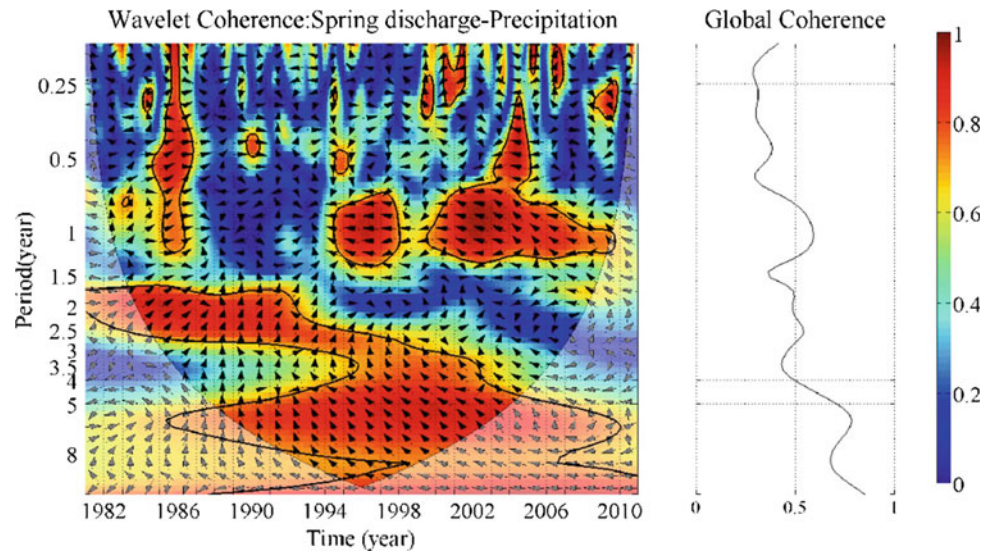 Wavelet Coherence:Spring discharge-Precipitation
Global Coherence
Period(year)
0.25
0.5
1
1.5
2
2.5
3
3.5
4
5
8
1982 1986 1990 1994 1998 2002 2006 2010
Time (year)
0 0.5 1
1
0.8
0.6
0.4
0.2
0